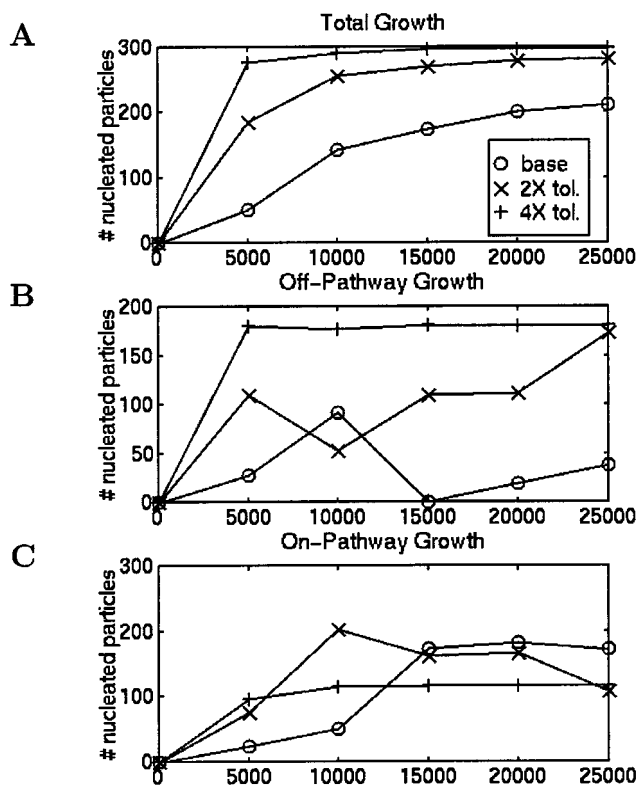 A
Total Growth
# nucleated particles
300
200
100
0
base
2X tol.
4X tol.
0 5000 10000 15000 20000 25000
B
Off-Pathway Growth
# nucleated particles
200
150
100
50
0
0 5000 10000 15000 20000 25000
C
On-Pathway Growth
# nucleated particles
300
200
100
0
0 5000 10000 15000 20000 25000